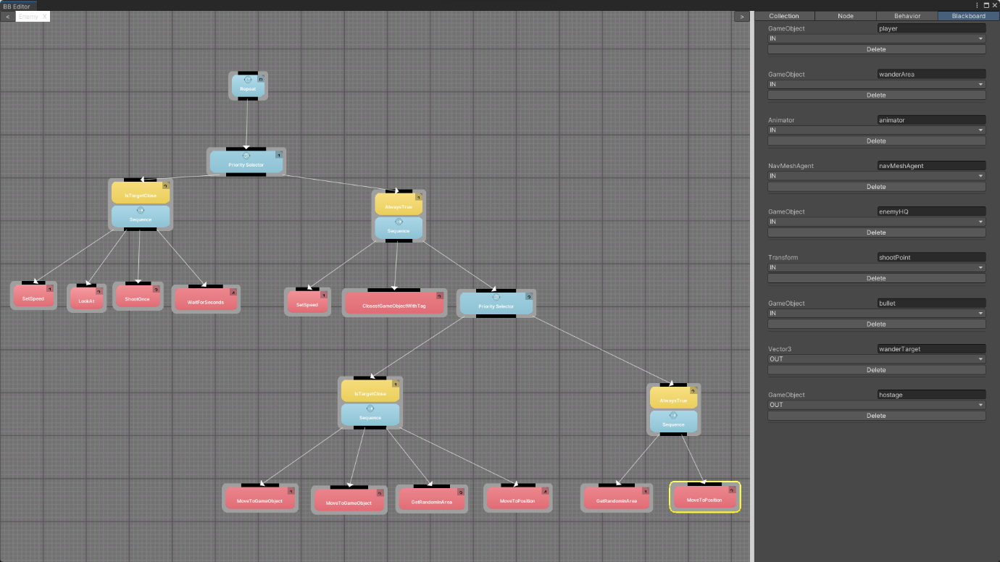 BB Editor
< Enemy X >
Collection Node Behavior Blackboard
Repeat
1
Priority Selector
IsTargetClose
Sequence
AlwaysTrue
Sequence
SetSpeed
LookAt
ShootOnce
WaitForSeconds
SetSpeed
ClosestGameObjectWithTag
Priority Selector
IsTargetClose
Sequence
AlwaysTrue
Sequence
MoveToGameObject
MoveToGameObject
GetRandomInArea
MoveToPosition
GetRandomInArea
MoveToPosition
GameObject player
IN
Delete
GameObject wanderArea
IN
Delete
Animator animator
IN
Delete
NavMeshAgent navMeshAgent
IN
Delete
GameObject enemyHQ
IN
Delete
Transform shootPoint
IN
Delete
GameObject bullet
IN
Delete
Vector3 wanderTarget
OUT
Delete
GameObject hostage
OUT
Delete